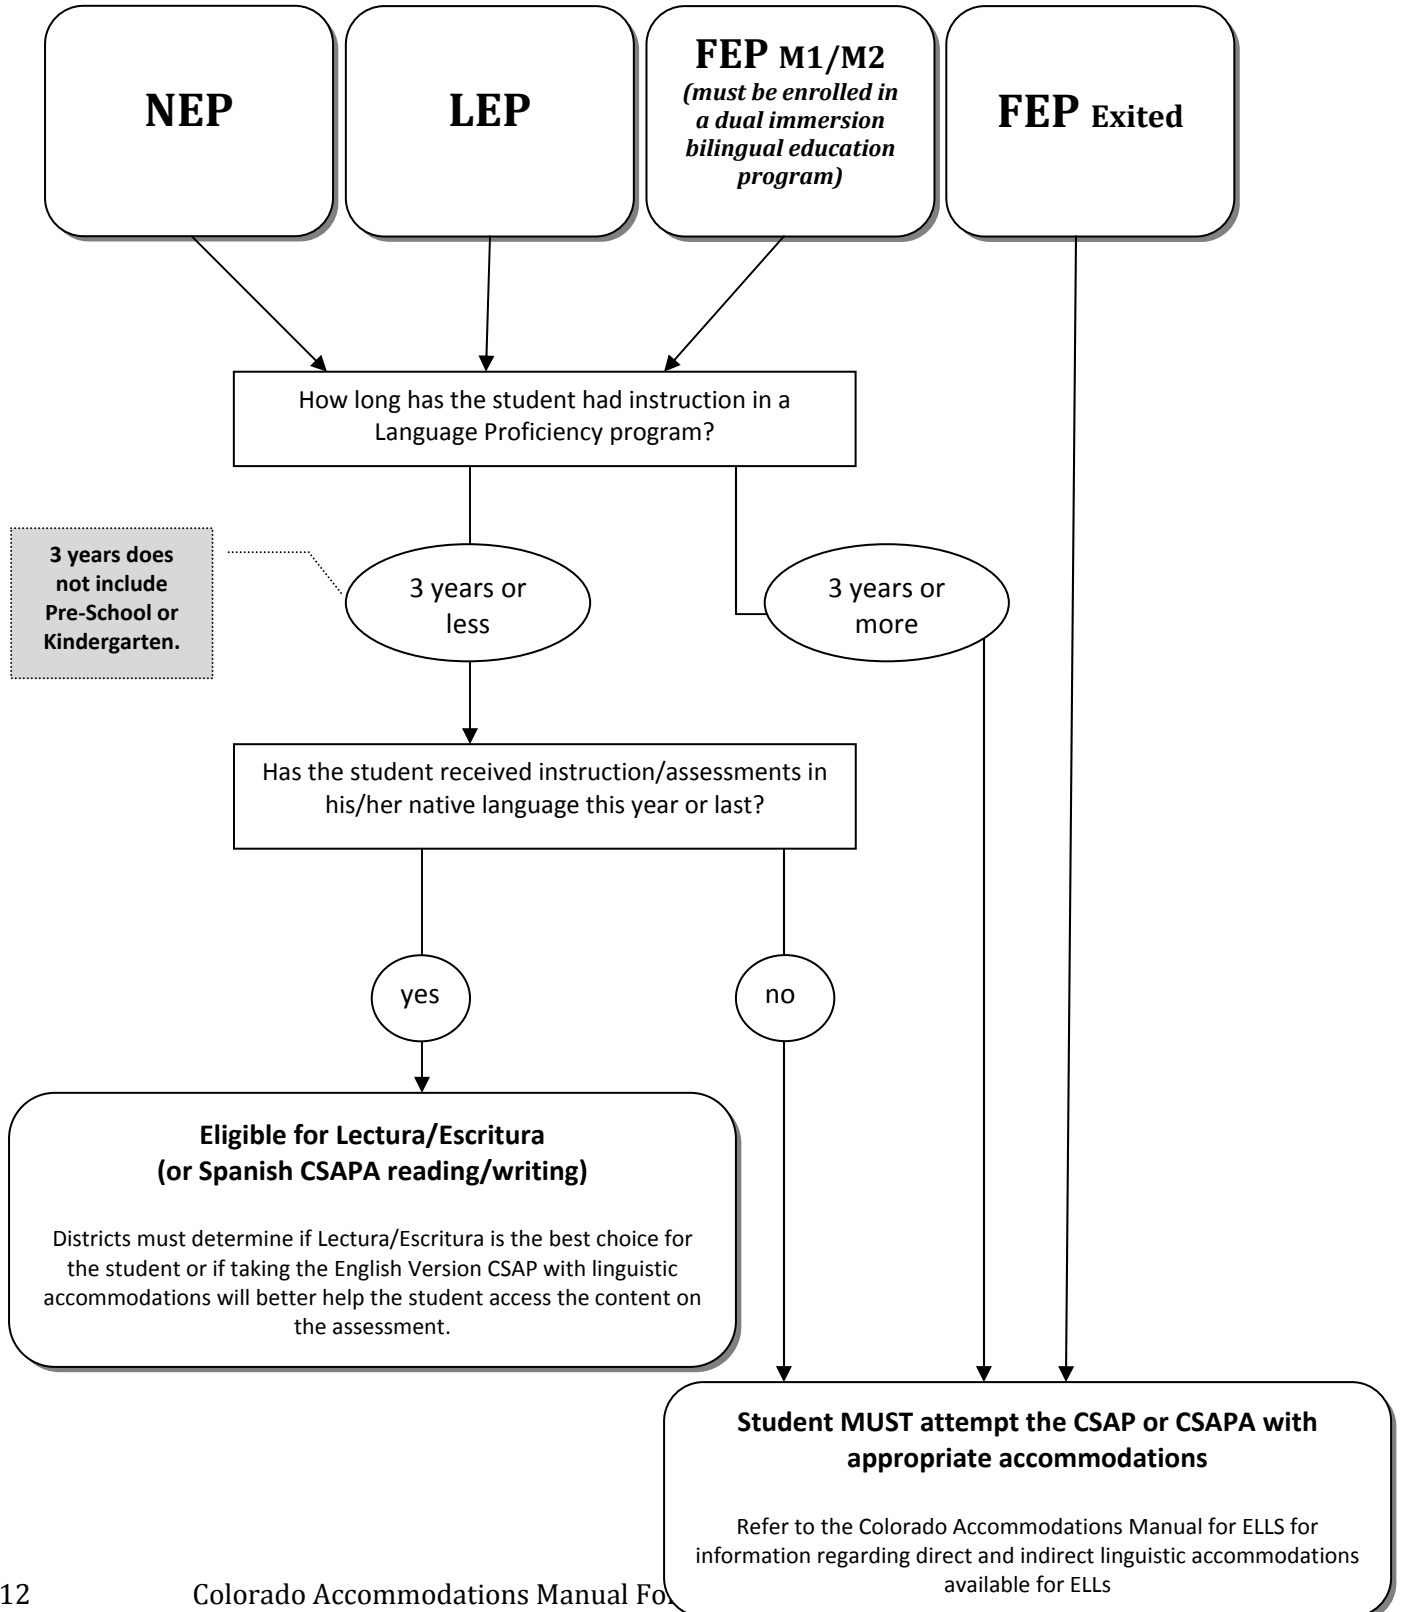 NEP
LEP
FEP M1/M2
(must be enrolled in
a dual immersion
bilingual education
program)
FEP Exited
How long has the student had instruction in a
Language Proficiency program?
3 years does
not include
Pre-School or
Kindergarten.
3 years or
less
3 years or
more
Has the student received instruction/assessments in
his/her native language this year or last?
yes
no
Eligible for Lectura/Escritura
(or Spanish CSAPA reading/writing)
Districts must determine if Lectura/Escritura is the best choice for
the student or if taking the English Version CSAP with linguistic
accommodations will better help the student access the content on
the assessment.
Student MUST attempt the CSAP or CSAPA with
appropriate accommodations
Refer to the Colorado Accommodations Manual for ELLS for
information regarding direct and indirect linguistic accommodations
available for ELLs
12 Colorado Accommodations Manual